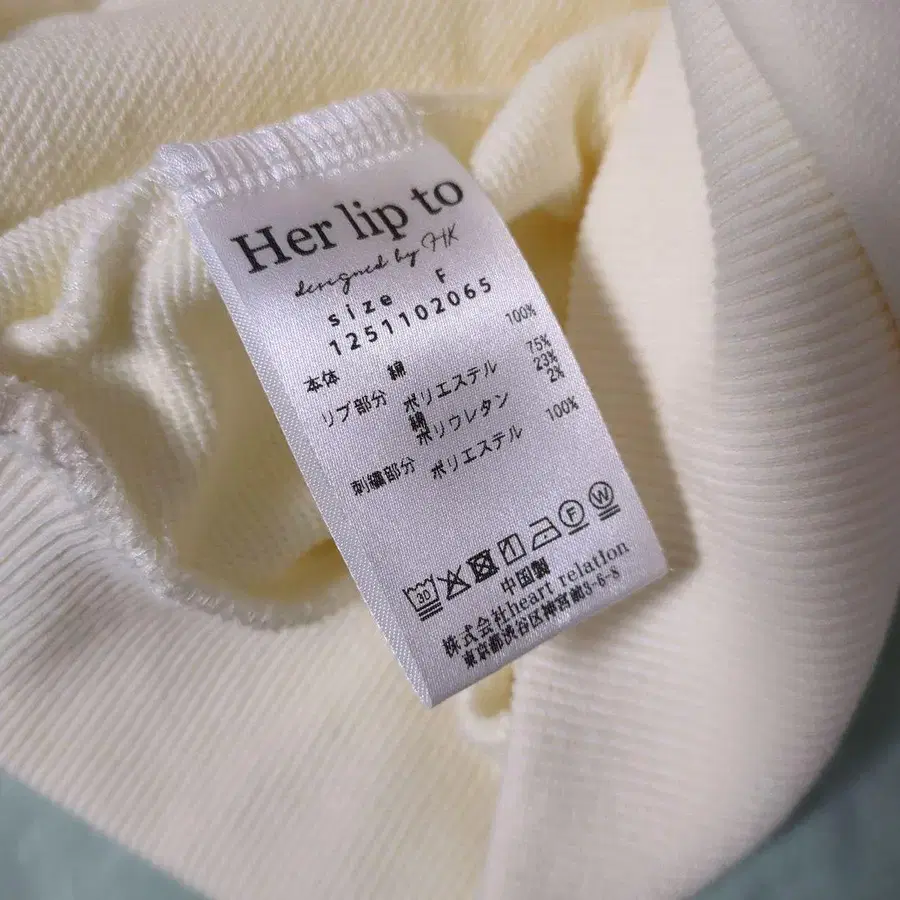 Her lip to
designed by HK
size F
1251102065
本体 綿 100%
リブ部分 ポリエステル 75%
綿 23%
ポリウレタン 2%
刺繍部分 ポリエステル 100%
30 F W
中国製
株式会社heart relation
東京都渋谷区神宮前3-6-8